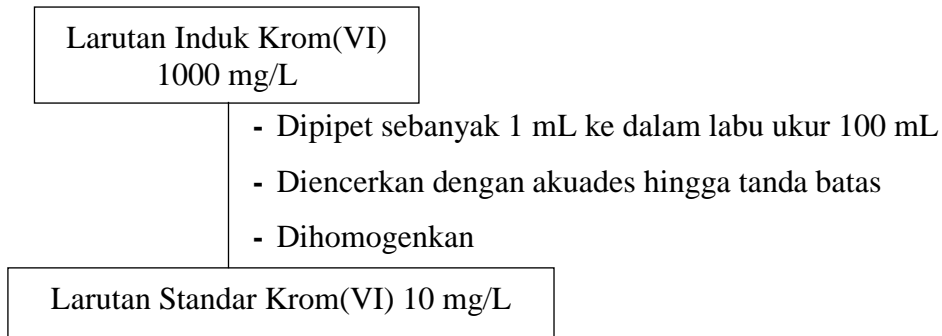 Larutan Induk Krom(VI)
1000 mg/L
- Dipipet sebanyak 1 mL ke dalam labu ukur 100 mL
- Diencerkan dengan akuades hingga tanda batas
- Dihomogenkan
Larutan Standar Krom(VI) 10 mg/L